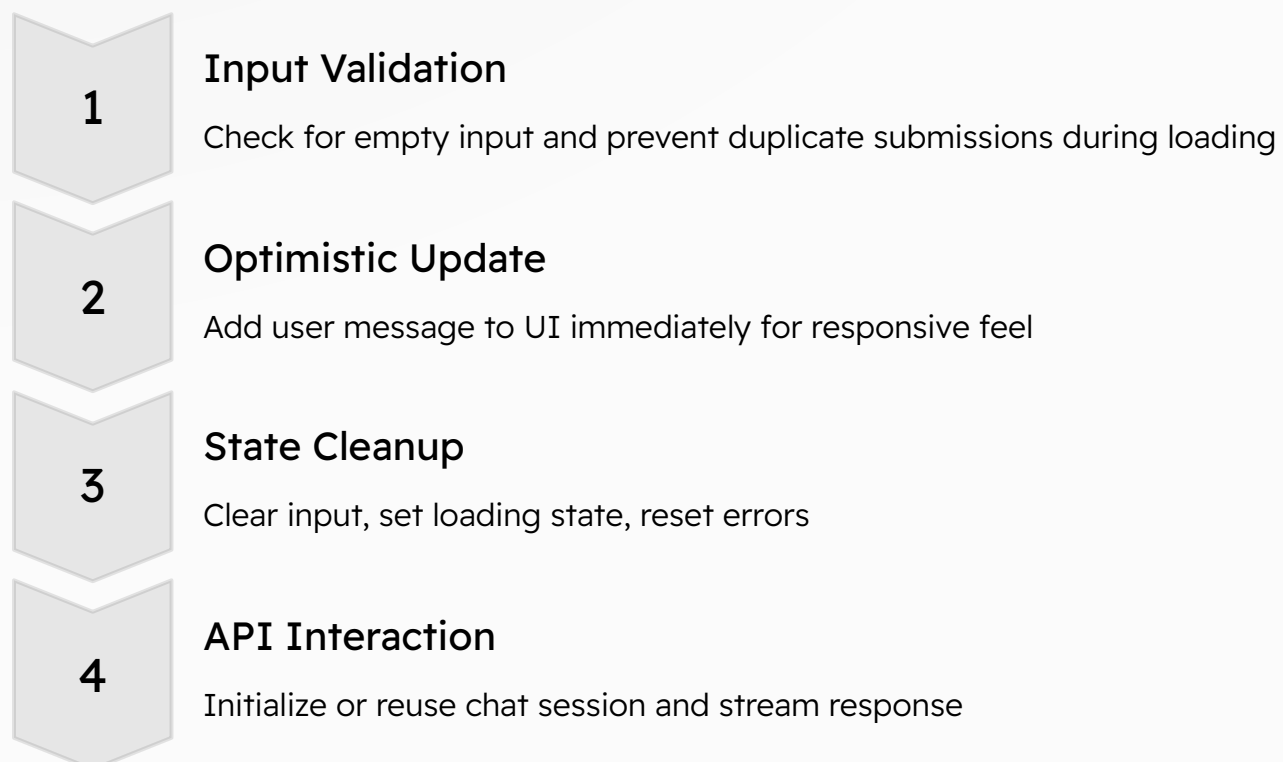 1
Input Validation
Check for empty input and prevent duplicate submissions during loading
2
Optimistic Update
Add user message to UI immediately for responsive feel
3
State Cleanup
Clear input, set loading state, reset errors
4
API Interaction
Initialize or reuse chat session and stream response